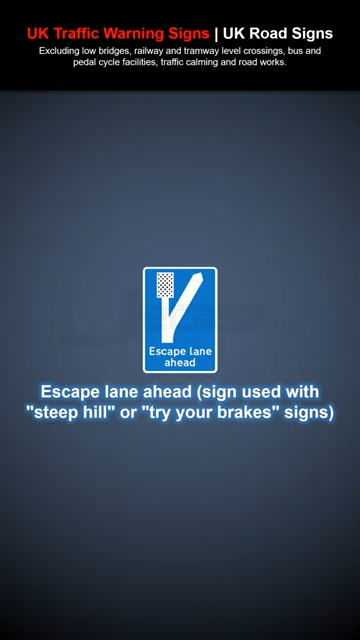 UK Traffic Warning Signs | UK Road Signs
Excluding low bridges, railway and tramway level crossings, bus and
pedal cycle facilities, traffic calming and road works.
Escape lane
ahead
Escape lane ahead (sign used with
"steep hill" or "try your brakes" signs)